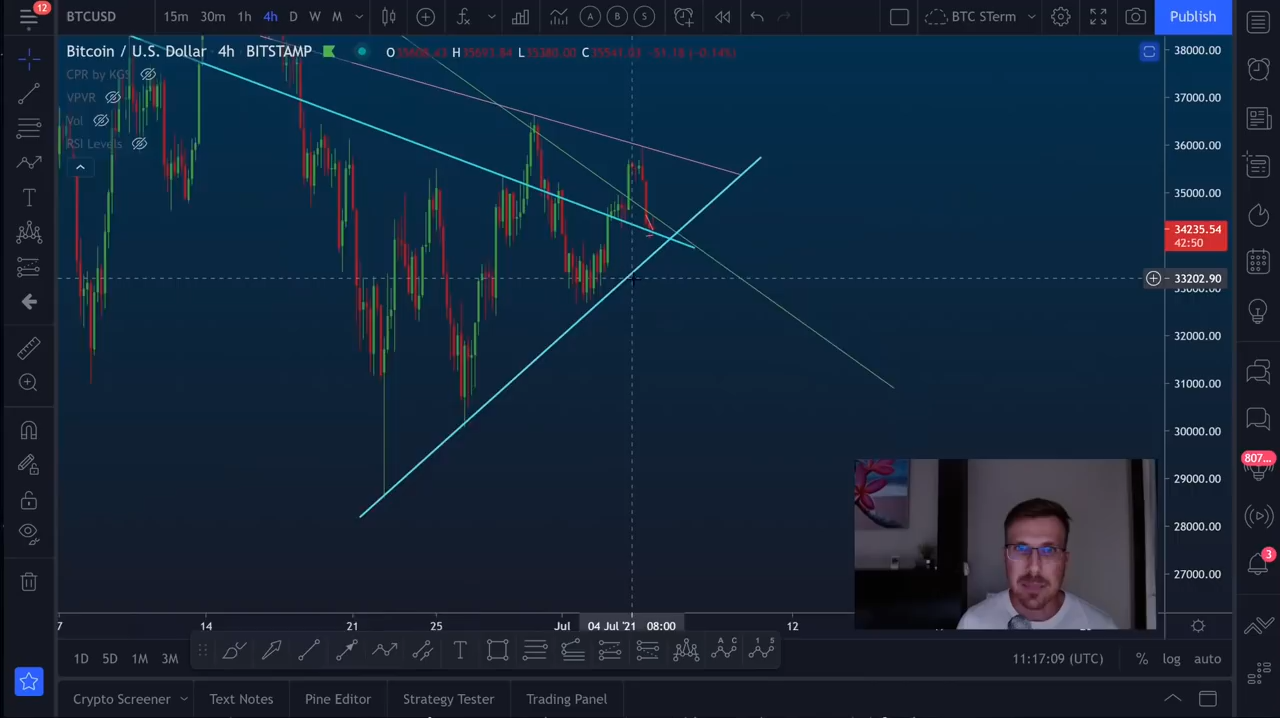 12
BTCUSD 15m 30m 1h 4h D W M A B S BTC STerm Publish
Bitcoin / U.S. Dollar 4h BITSTAMP O H L C
CPR by KGS
VPVR
Vol
RSI Levels
38000.00
37000.00
36000.00
35000.00
34235.54
42:50
33202.90
33000.00
32000.00
31000.00
30000.00
29000.00
28000.00
27000.00
807...
3
7 14 21 25 Jul 04 Jul '21 08:00 12
A C
1 5
1D 5D 1M 3M 11:17:09 (UTC) % log auto
Crypto Screener Text Notes Pine Editor Strategy Tester Trading Panel